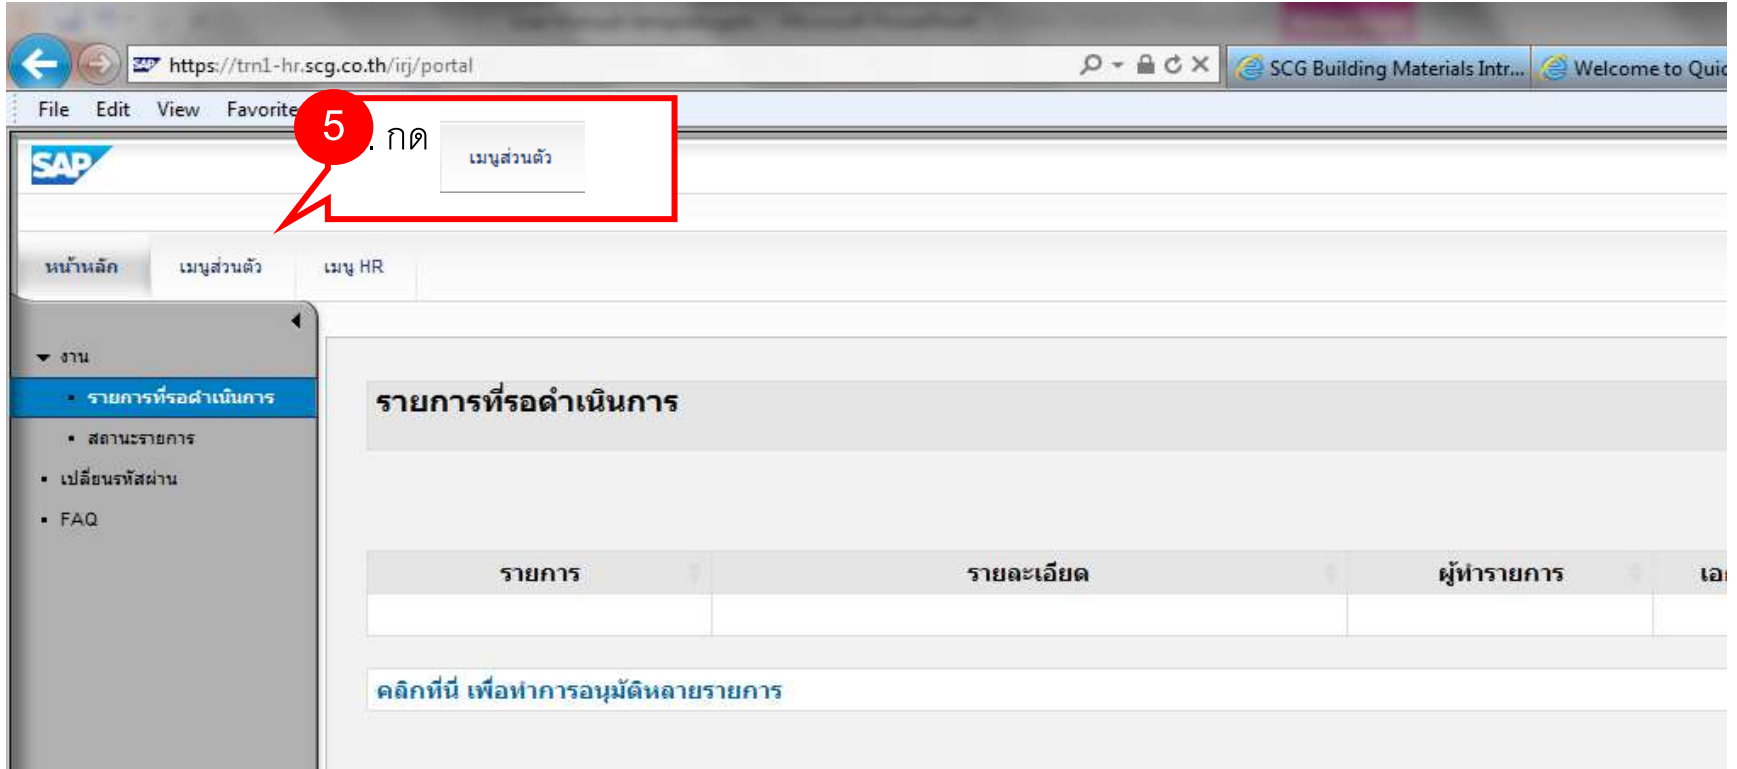 https://trn1-hr.scg.co.th/irj/portal
SCG Building Materials Intr...
Welcome to Quic
File Edit View Favorite
5 . กด เมนูส่วนตัว
SAP
หน้าหลัก เมนูส่วนตัว เมนู HR
งาน
รายการที่รอดำเนินการ
สถานะรายการ
เปลี่ยนรหัสผ่าน
FAQ
รายการที่รอดำเนินการ
รายการ รายละเอียด ผู้ทำรายการ
คลิกที่นี่ เพื่อทำการอนุมัติหลายรายการ